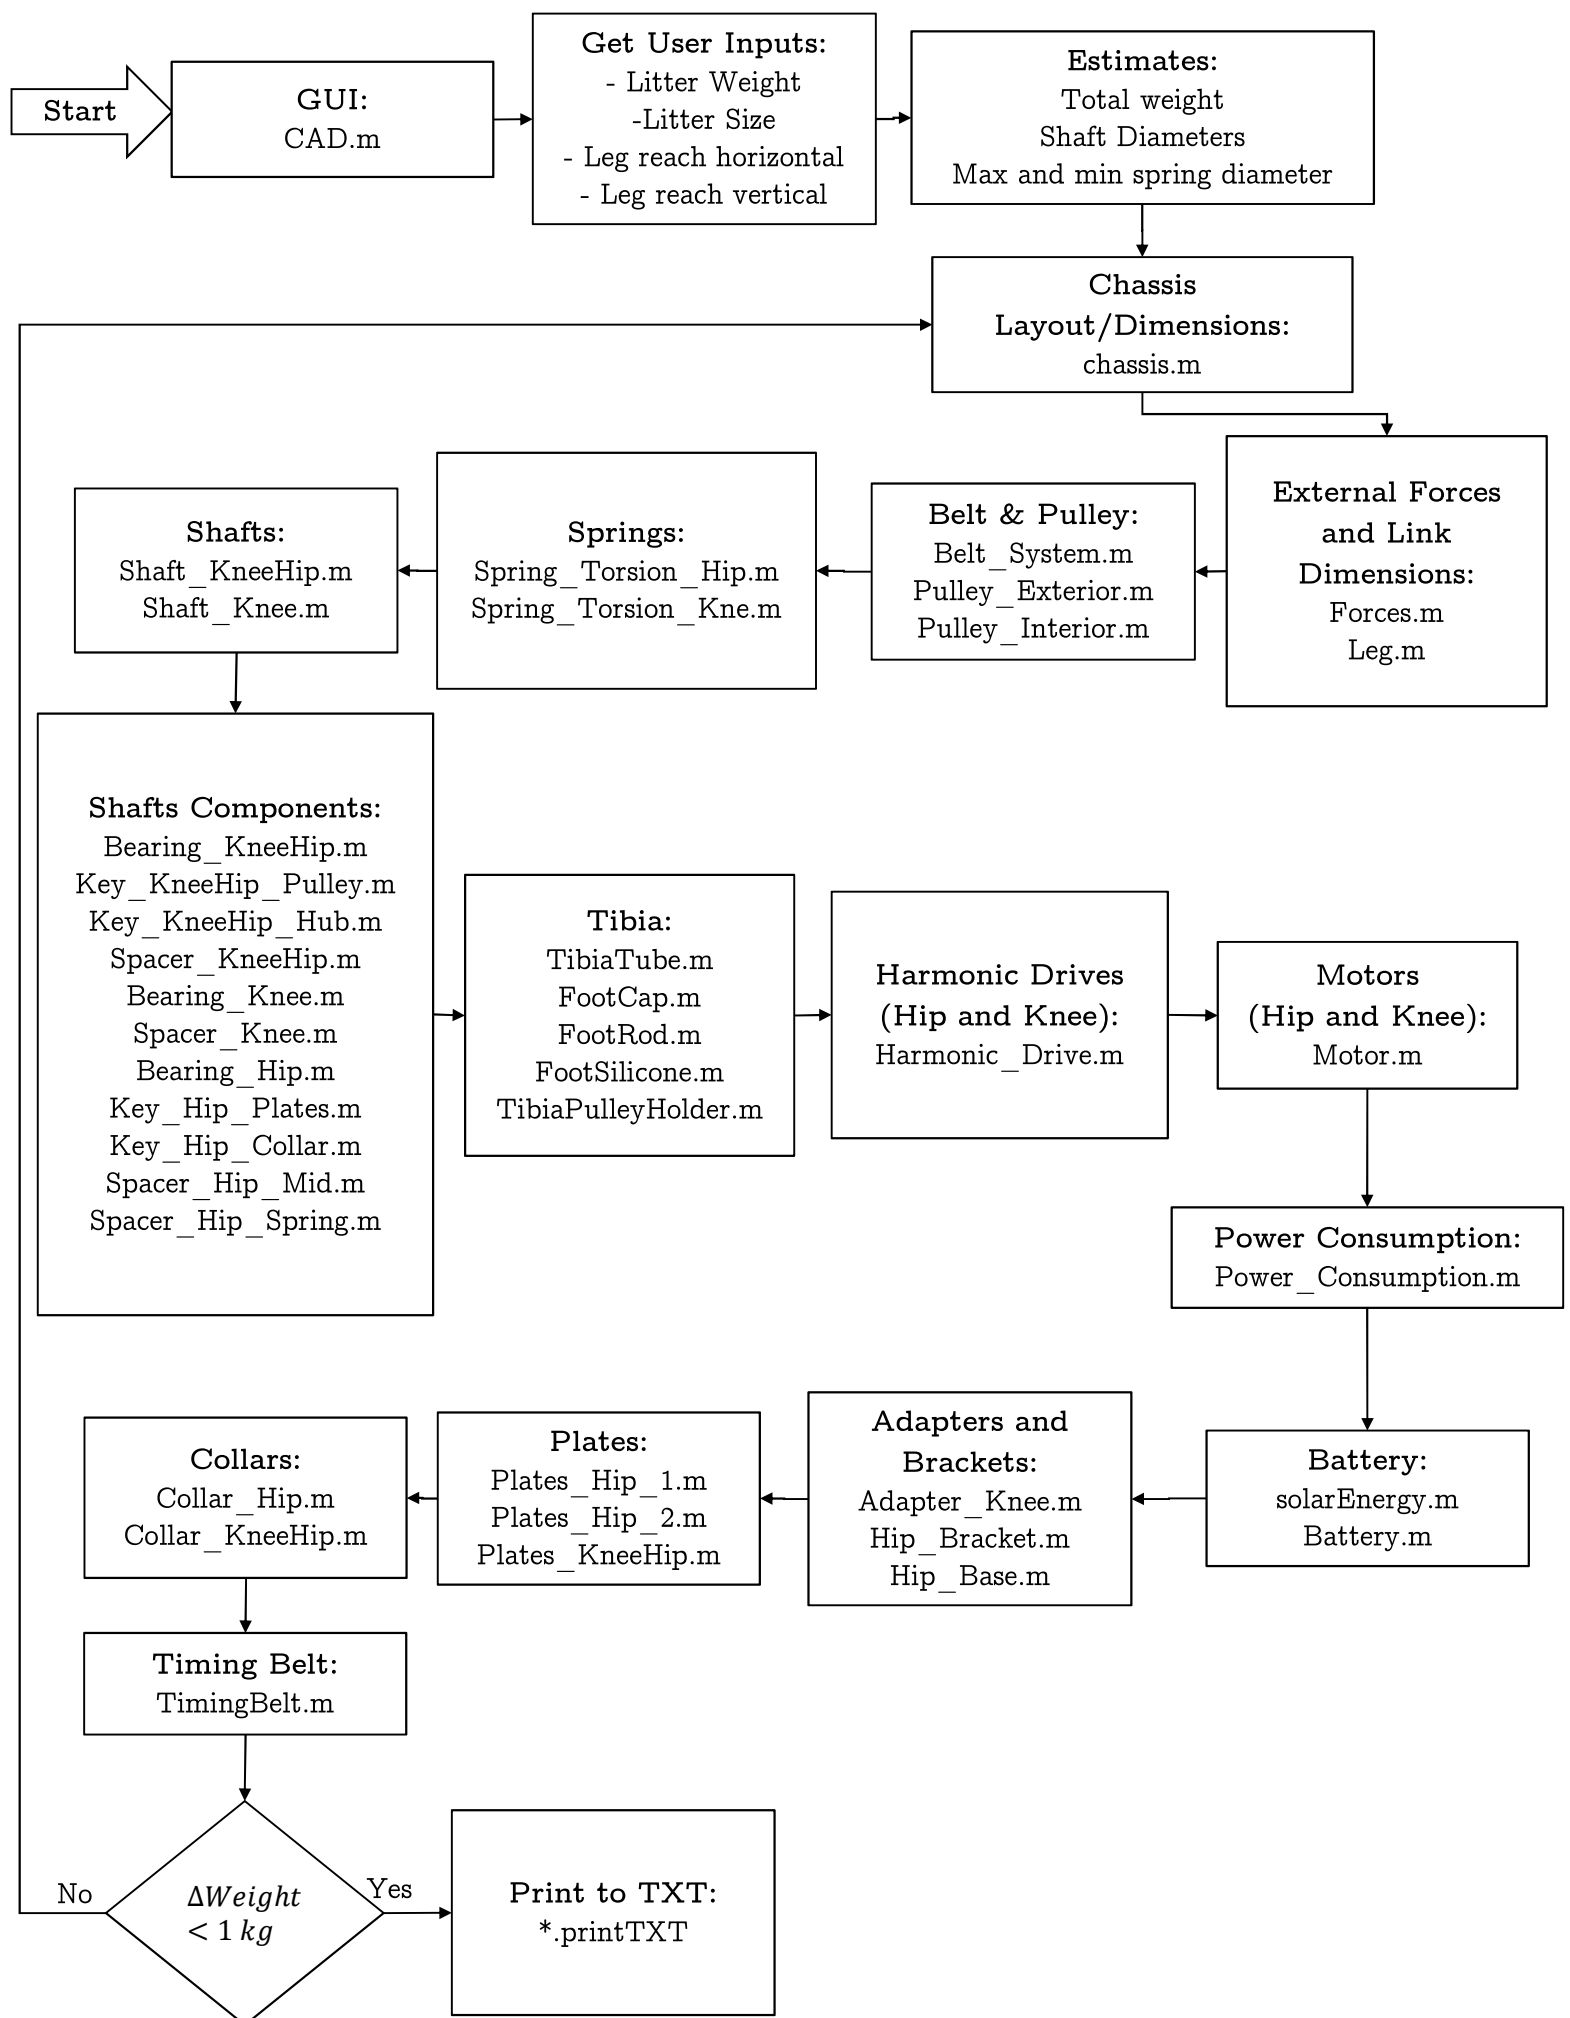 Start
GUI:
CAD.m
Get User Inputs:
- Litter Weight
-Litter Size
- Leg reach horizontal
- Leg reach vertical
Estimates:
Total weight
Shaft Diameters
Max and min spring diameter
Chassis
Layout/Dimensions:
chassis.m
External Forces
and Link
Dimensions:
Forces.m
Leg.m
Belt & Pulley:
Belt_System.m
Pulley_Exterior.m
Pulley_Interior.m
Springs:
Spring_Torsion_Hip.m
Spring_Torsion_Kne.m
Shafts:
Shaft_KneeHip.m
Shaft_Knee.m
Shafts Components:
Bearing_KneeHip.m
Key_KneeHip_Pulley.m
Key_KneeHip_Hub.m
Spacer_KneeHip.m
Bearing_Knee.m
Spacer_Knee.m
Bearing_Hip.m
Key_Hip_Plates.m
Key_Hip_Collar.m
Spacer_Hip_Mid.m
Spacer_Hip_Spring.m
Tibia:
TibiaTube.m
FootCap.m
FootRod.m
FootSilicone.m
TibiaPulleyHolder.m
Harmonic Drives
(Hip and Knee):
Harmonic_Drive.m
Motors
(Hip and Knee):
Motor.m
Power Consumption:
Power_Consumption.m
Battery:
solarEnergy.m
Battery.m
Adapters and
Brackets:
Adapter_Knee.m
Hip_Bracket.m
Hip_Base.m
Plates:
Plates_Hip_1.m
Plates_Hip_2.m
Plates_KneeHip.m
Collars:
Collar_Hip.m
Collar_KneeHip.m
Timing Belt:
TimingBelt.m
No
ΔWeight
< 1 kg
Yes
Print to TXT:
*.printTXT